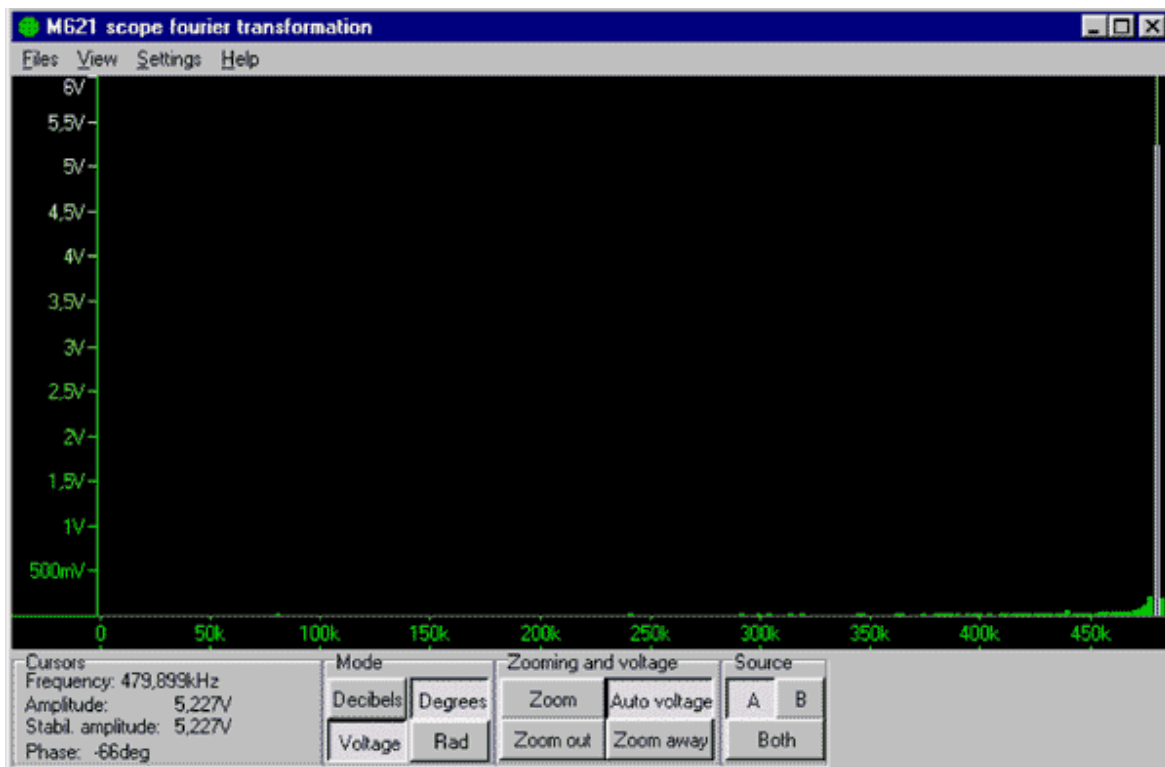 M621 scope fourier transformation
Files View Settings Help
6V
5,5V
5V
4,5V
4V
3,5V
3V
2,5V
2V
1,5V
1V
500mV
0 50k 100k 150k 200k 250k 300k 350k 400k 450k
Cursors
Frequency: 479,899kHz
Amplitude: 5,227V
Stabil. amplitude: 5,227V
Phase: -66deg
Mode
Decibels Degrees
Voltage Rad
Zooming and voltage
Zoom Auto voltage
Zoom out Zoom away
Source
A B
Both